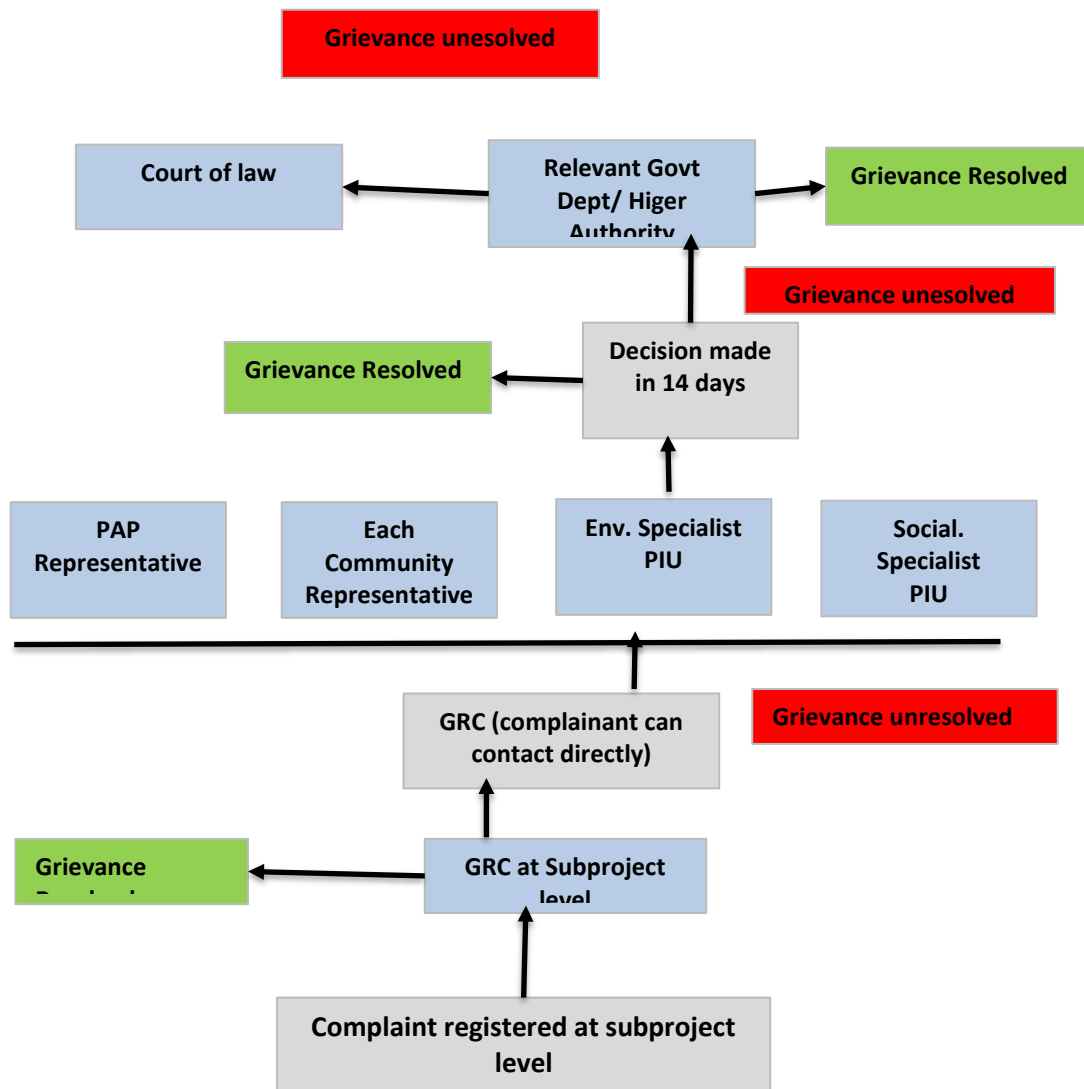 Grievance unesolved
Court of law
Relevant Govt
Dept/ Higer
Authority
Grievance Resolved
Grievance unesolved
Decision made
in 14 days
Grievance Resolved
PAP
Representative
Each
Community
Representative
Env. Specialist
PIU
Social.
Specialist
PIU
GRC (complainant can
contact directly)
Grievance unresolved
Grievance
GRC at Subproject
level
Complaint registered at subproject
level